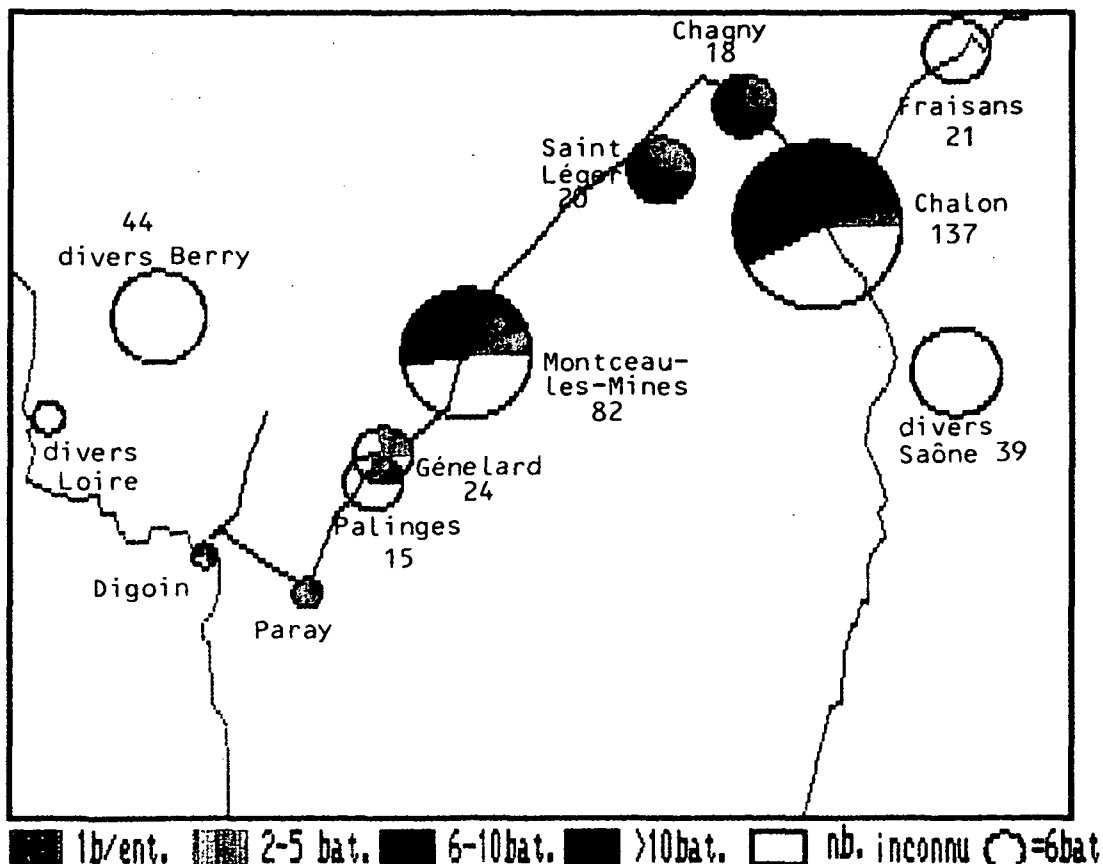 Chagny
18
Fraisans
21
Saint
Léger
20
Chalon
137
44
divers Berry
Montceau-
les-Mines
82
divers
Saône 39
divers
Loire
Génelard
24
Palinges
15
Digoin
Paray
1b/ent. 2-5 bat. 6-10bat. >10bat. nb. inconnu =6bat